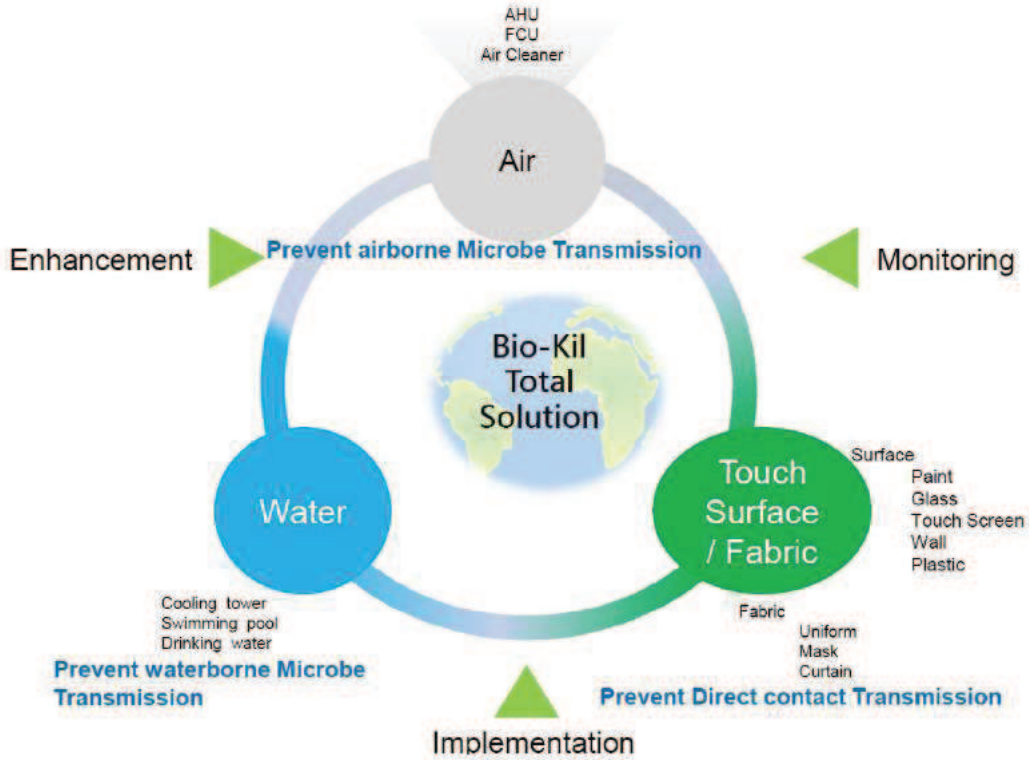 AHU
FCU
Air Cleaner
Air
Prevent airborne Microbe Transmission
Enhancement
Monitoring
Bio-Kil
Total
Solution
Water
Touch
Surface
/ Fabric
Surface
Paint
Glass
Touch Screen
Wall
Plastic
Cooling tower
Swimming pool
Drinking water
Prevent waterborne Microbe
Transmission
Fabric
Uniform
Mask
Curtain
Prevent Direct contact Transmission
Implementation